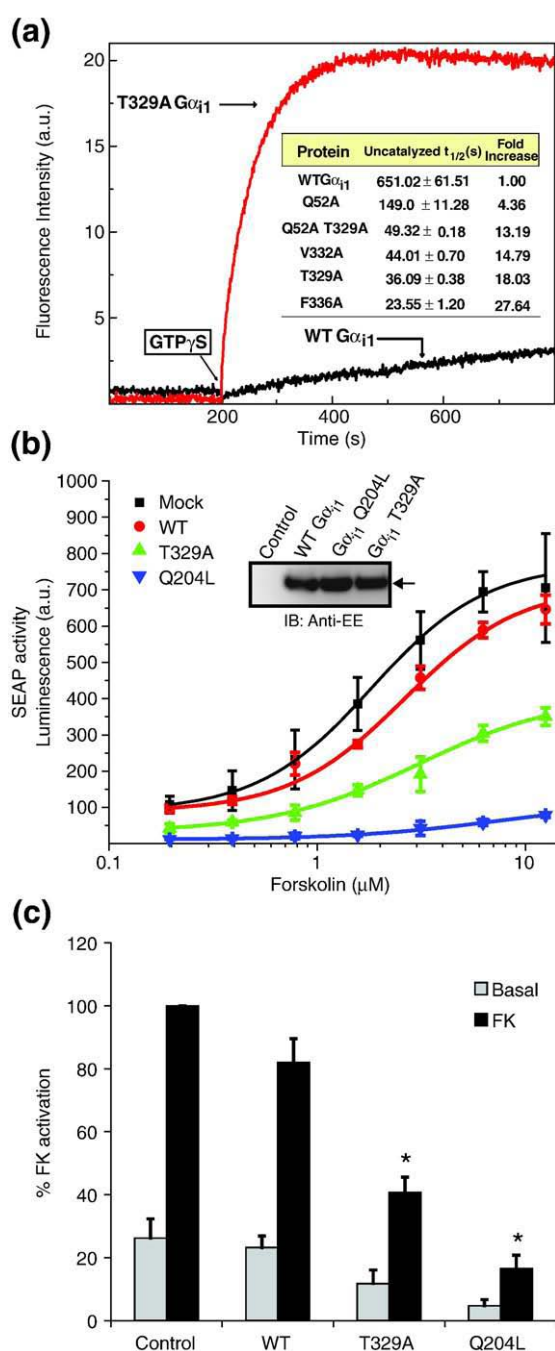 (a)
20
15
10
5
Fluorescence Intensity (a.u.)
T329A Gαi1
Protein Uncatalyzed t1/2(s) Fold Increase
WTGαi1 651.02 ± 61.51 1.00
Q52A 149.0 ± 11.28 4.36
Q52A T329A 49.32 ± 0.18 13.19
V332A 44.01 ± 0.70 14.79
T329A 36.09 ± 0.38 18.03
F336A 23.55 ± 1.20 27.64
GTPγS
WT Gαi1
200 400 600
Time (s)
(b)
1000
900
800
700
600
500
400
300
200
100
SEAP activity
Luminescence (a.u.)
Mock
WT
T329A
Q204L
Control
WT Gαi1
Gαi1 Q204L
Gαi1 T329A
IB: Anti-EE
0.1 1 10
Forskolin (μM)
(c)
120
100
80
60
40
20
0
% FK activation
Basal
FK
*
*
Control WT T329A Q204L